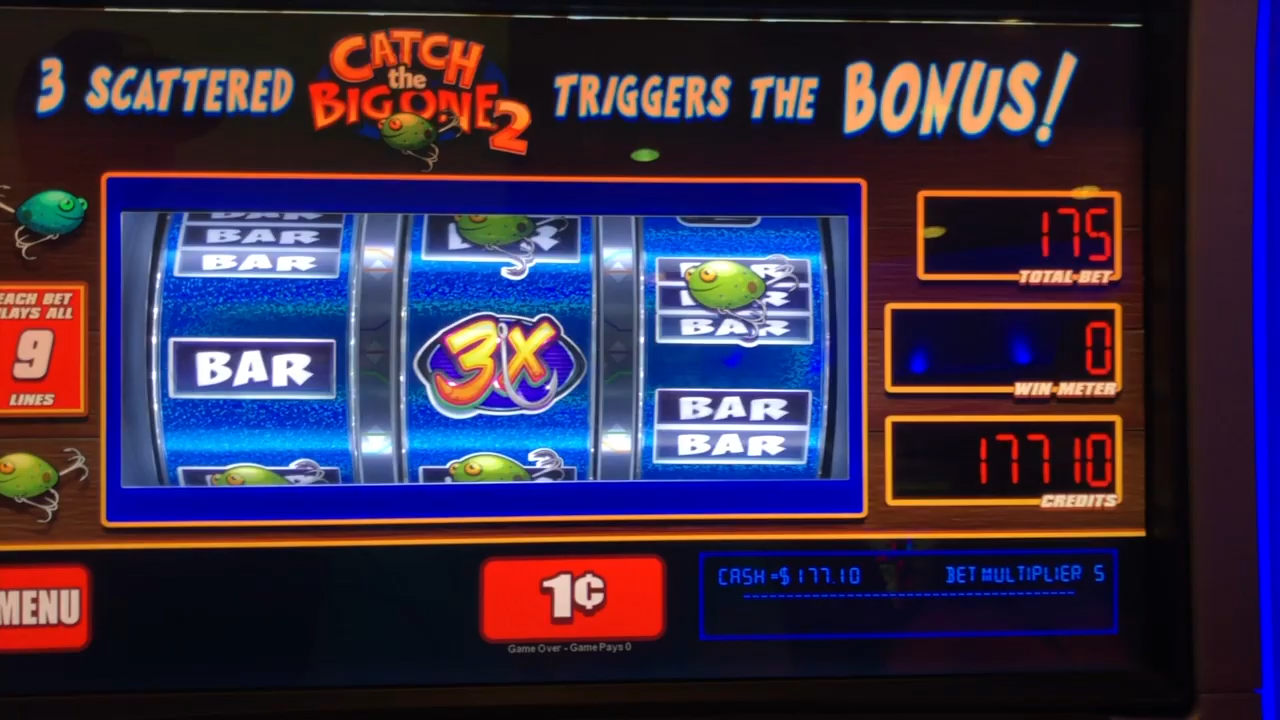 3 SCATTERED CATCH the BIG ONE 2 TRIGGERS THE BONUS!
175
TOTAL BET
EACH BET
PLAYS ALL
9
LINES
BAR
BAR
BAR
BAR
3X
BAR
BAR
BAR
BAR
0
WIN METER
17710
CREDITS
MENU
1¢
Game Over - Game Pays 0
CASH =$177.10 BET MULTIPLIER 5